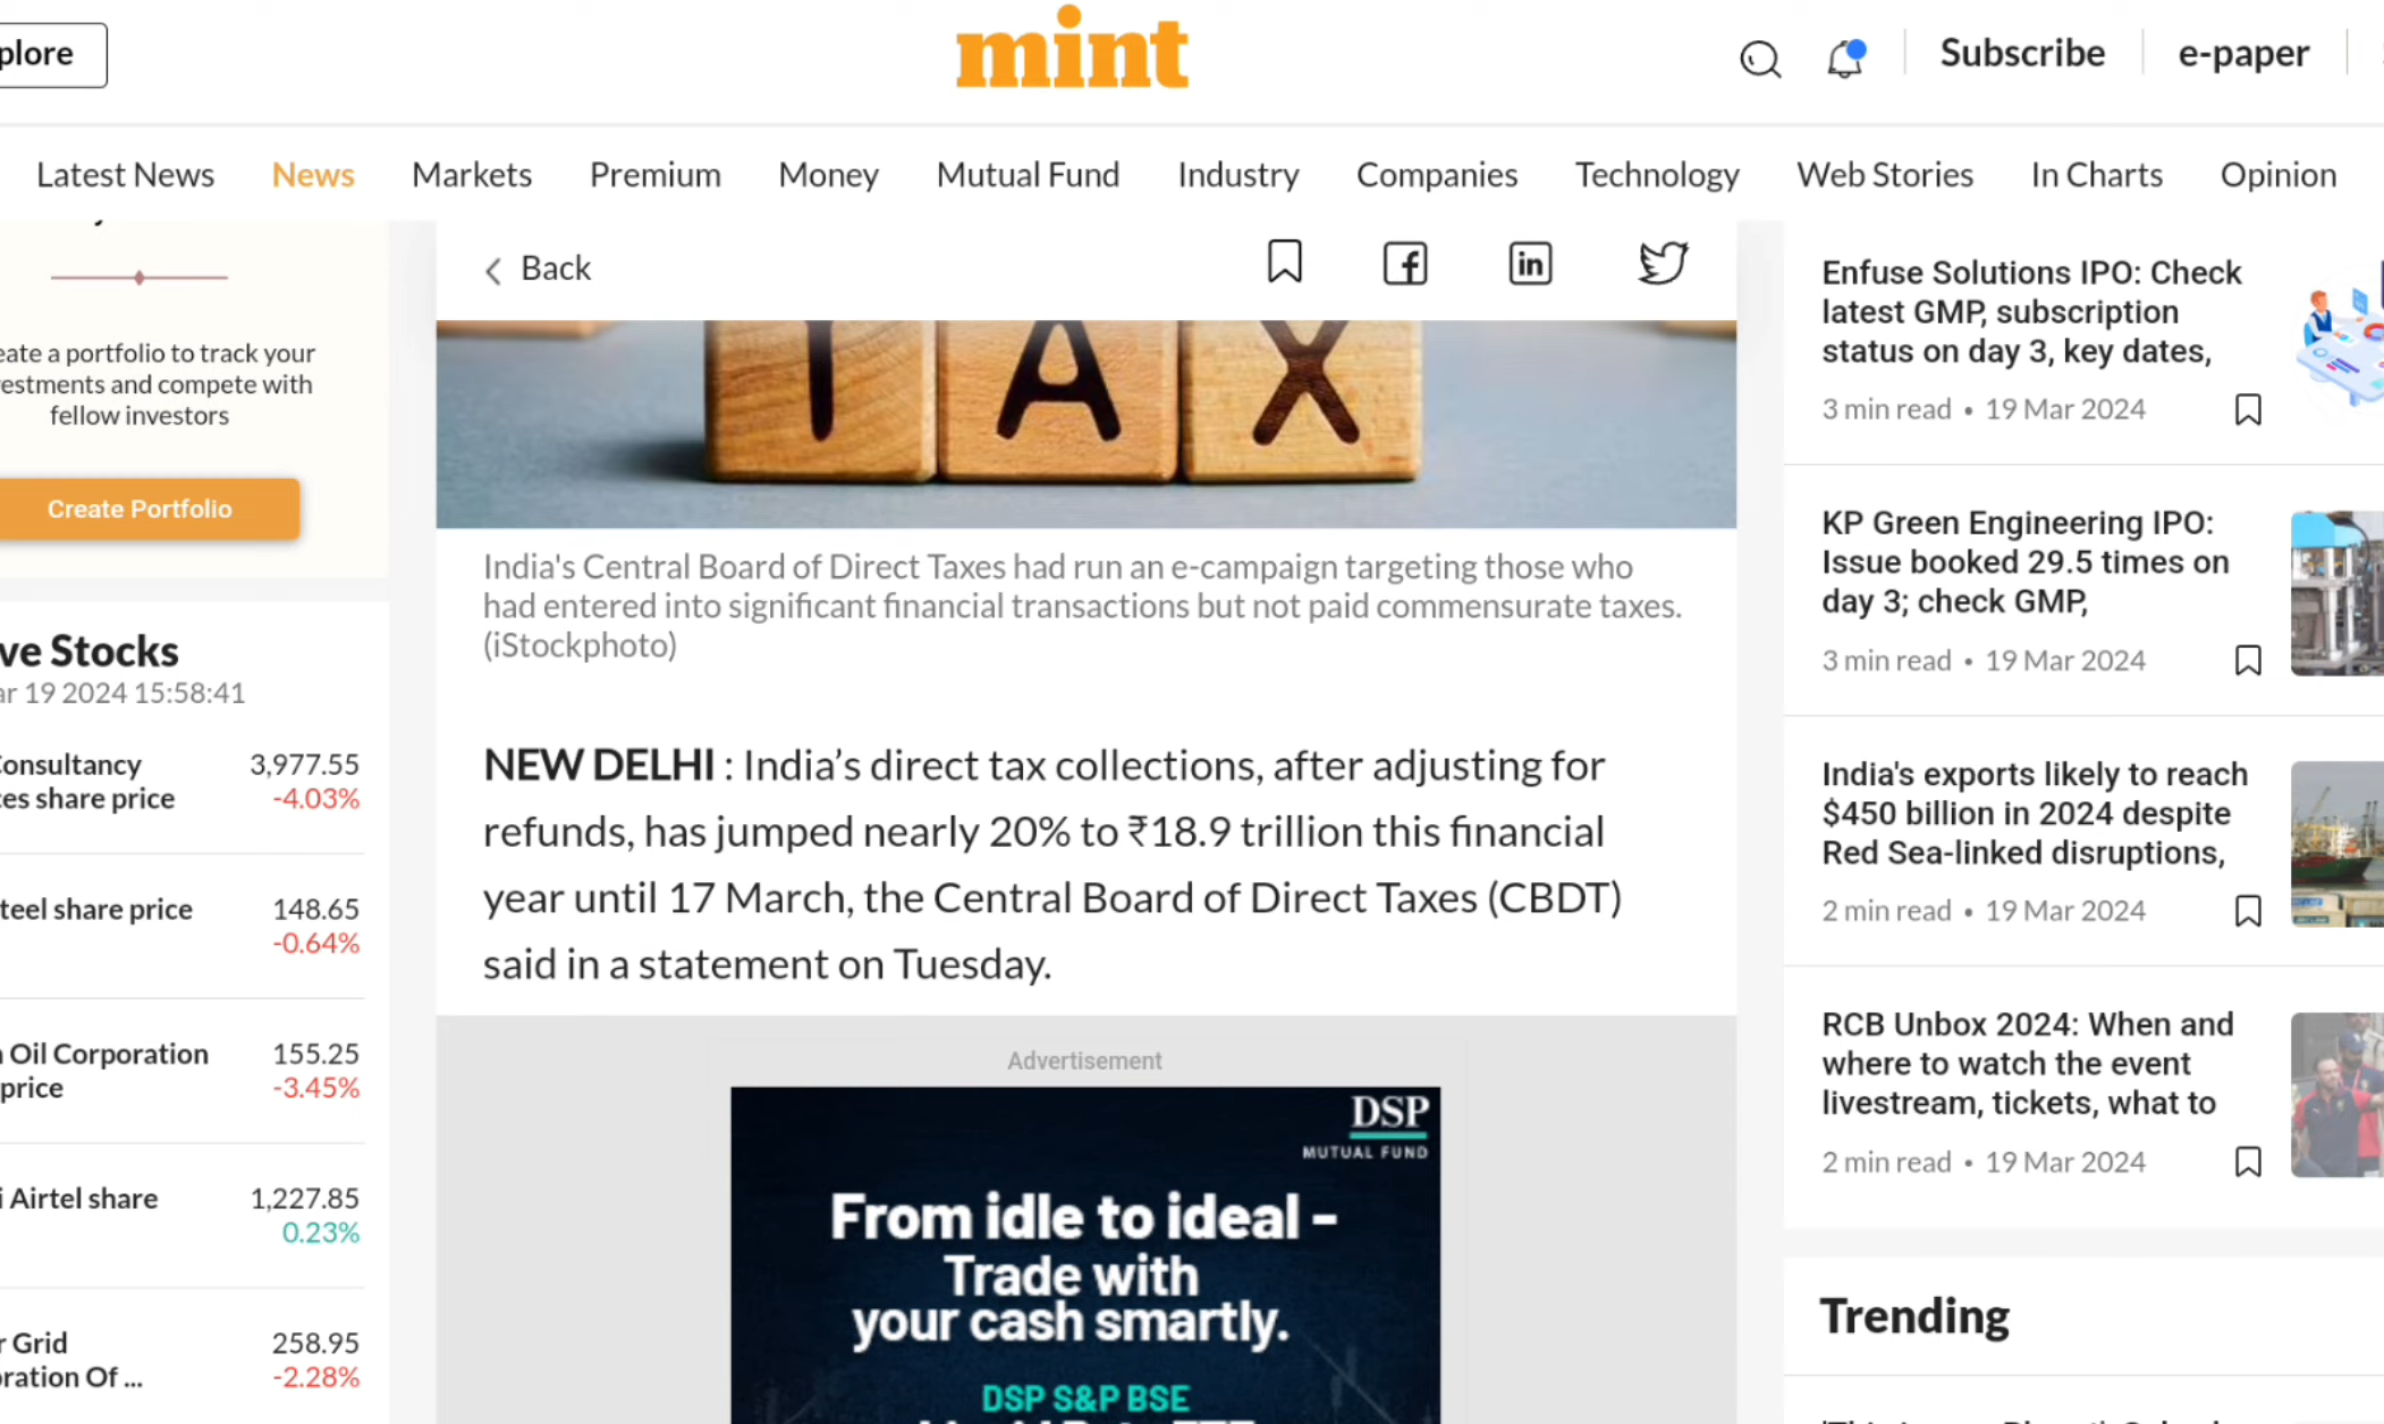 plore
mint
Subscribe
e-paper
Latest News
News
Markets
Premium
Money
Mutual Fund
Industry
Companies
Technology
Web Stories
In Charts
Opinion
eate a portfolio to track your
estments and compete with
fellow investors
Create Portfolio
ve Stocks
ar 19 2024 15:58:41
Consultancy 3,977.55
ces share price -4.03%
teel share price 148.65
-0.64%
Oil Corporation 155.25
price -3.45%
i Airtel share 1,227.85
0.23%
r Grid 258.95
oration Of ... -2.28%
Back
TAX
India's Central Board of Direct Taxes had run an e-campaign targeting those who
had entered into significant financial transactions but not paid commensurate taxes.
(iStockphoto)
NEW DELHI : India’s direct tax collections, after adjusting for
refunds, has jumped nearly 20% to ₹18.9 trillion this financial
year until 17 March, the Central Board of Direct Taxes (CBDT)
said in a statement on Tuesday.
Advertisement
DSP
MUTUAL FUND
From idle to ideal –
Trade with
your cash smartly.
DSP S&P BSE
Enfuse Solutions IPO: Check
latest GMP, subscription
status on day 3, key dates,
3 min read • 19 Mar 2024
KP Green Engineering IPO:
Issue booked 29.5 times on
day 3; check GMP,
3 min read • 19 Mar 2024
India's exports likely to reach
$450 billion in 2024 despite
Red Sea-linked disruptions,
2 min read • 19 Mar 2024
RCB Unbox 2024: When and
where to watch the event
livestream, tickets, what to
2 min read • 19 Mar 2024
Trending